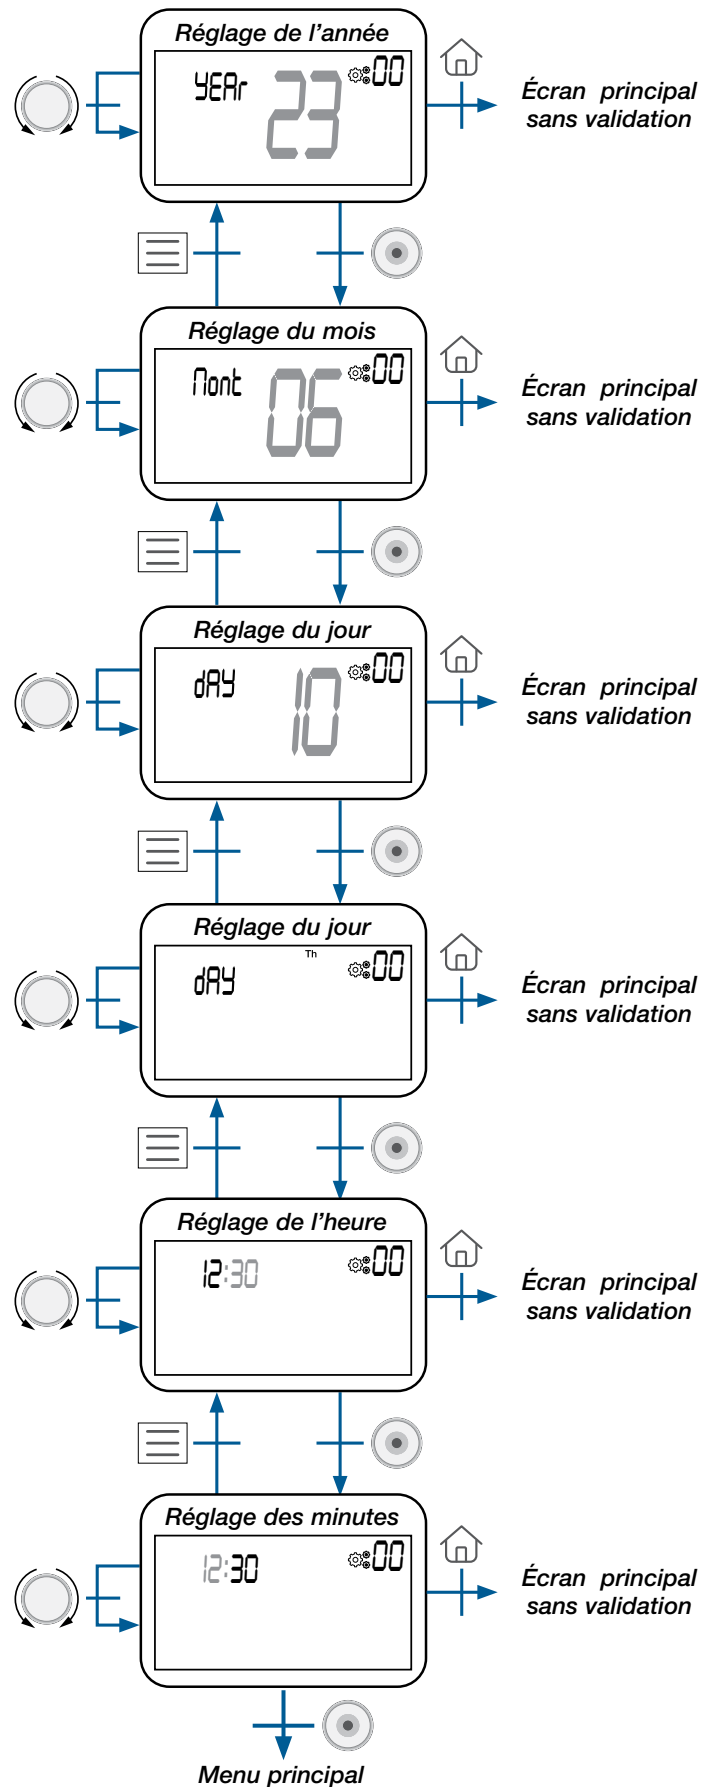 Réglage de l'année
YEAr
23
00
Écran principal
sans validation
Réglage du mois
Mont
06
00
Écran principal
sans validation
Réglage du jour
dAY
10
00
Écran principal
sans validation
Réglage du jour
Th
dAY
00
Écran principal
sans validation
Réglage de l'heure
12:30
00
Écran principal
sans validation
Réglage des minutes
12:30
00
Écran principal
sans validation
Menu principal